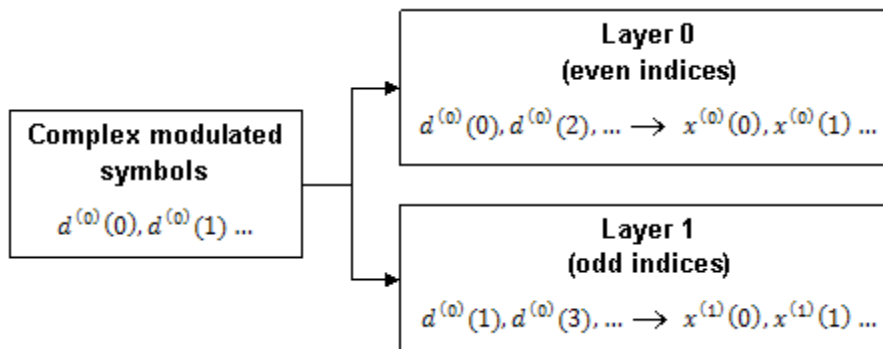 Complex modulated
symbols
d⁽⁰⁾(0), d⁽⁰⁾(1) ...
Layer 0
(even indices)
d⁽⁰⁾(0), d⁽⁰⁾(2), ... → x⁽⁰⁾(0), x⁽⁰⁾(1) ...
Layer 1
(odd indices)
d⁽⁰⁾(1), d⁽⁰⁾(3), ... → x⁽¹⁾(0), x⁽¹⁾(1) ...